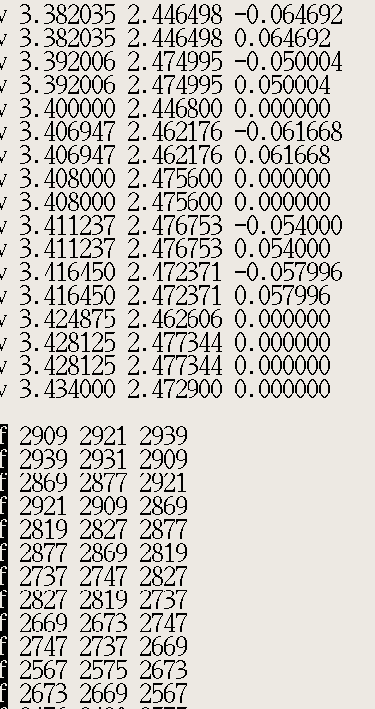 v 3.382035 2.446498 -0.064692
v 3.382035 2.446498 0.064692
v 3.392006 2.474995 -0.050004
v 3.392006 2.474995 0.050004
v 3.400000 2.446800 0.000000
v 3.406947 2.462176 -0.061668
v 3.406947 2.462176 0.061668
v 3.408000 2.475600 0.000000
v 3.408000 2.475600 0.000000
v 3.411237 2.476753 -0.054000
v 3.411237 2.476753 0.054000
v 3.416450 2.472371 -0.057996
v 3.416450 2.472371 0.057996
v 3.424875 2.462606 0.000000
v 3.428125 2.477344 0.000000
v 3.428125 2.477344 0.000000
v 3.434000 2.472900 0.000000
f 2909 2921 2939
f 2939 2931 2909
f 2869 2877 2921
f 2921 2909 2869
f 2819 2827 2877
f 2877 2869 2819
f 2737 2747 2827
f 2827 2819 2737
f 2669 2673 2747
f 2747 2737 2669
f 2567 2575 2673
f 2673 2669 2567